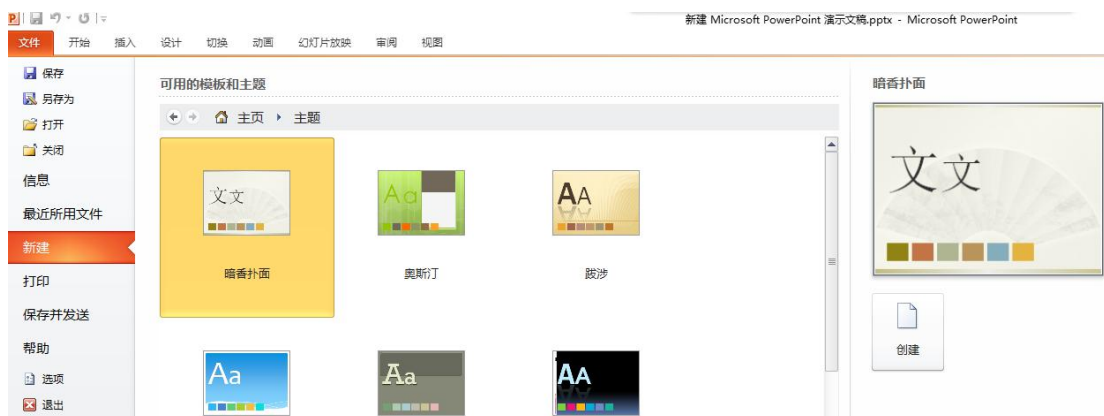 新建 Microsoft PowerPoint 演示文稿.pptx - Microsoft PowerPoint
文件 开始 插入 设计 切换 动画 幻灯片放映 审阅 视图
保存
另存为
打开
关闭
信息
最近所用文件
新建
打印
保存并发送
帮助
选项
退出
可用的模板和主题
主页 主题
文文
Aa
AA
暗香扑面
奥斯汀
跋涉
Aa
Aa
AA
暗香扑面
文文
创建